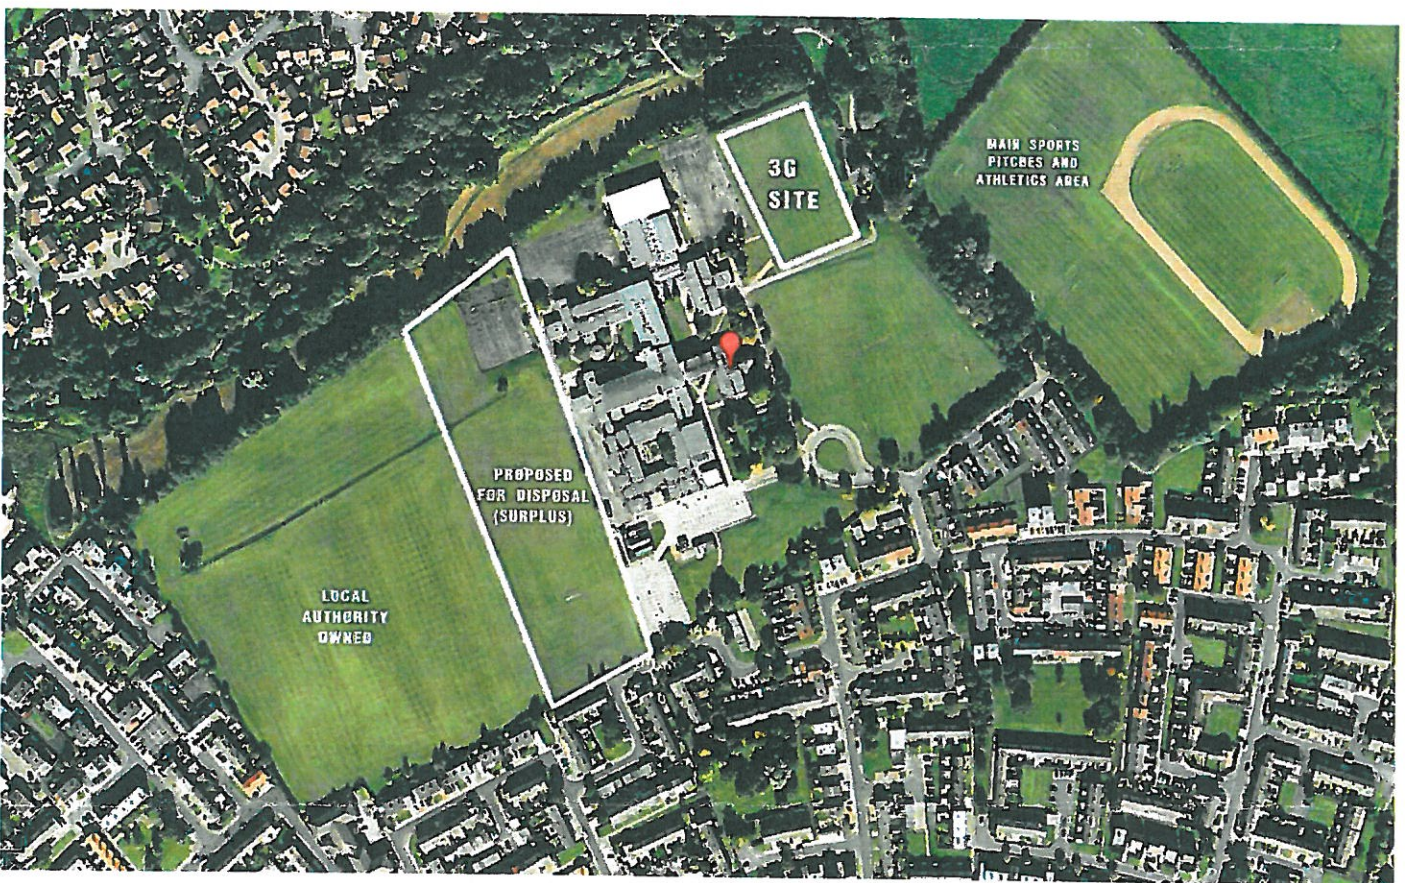 3G
SITE
MAIN SPORTS
PITCHES AND
ATHLETICS AREA
PROPOSED
FOR DISPOSAL
(SURPLUS)
LOCAL
AUTHORITY
OWNED